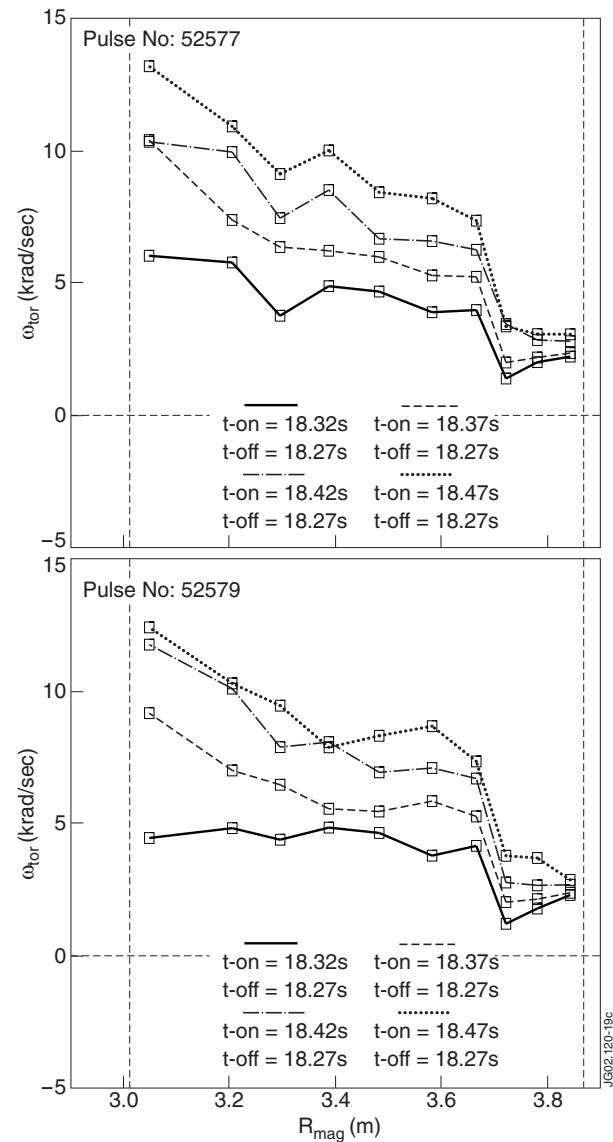 15
Pulse No: 52577
10
ω_tor (krad/sec)
5
0
t-on = 18.32s t-on = 18.37s
t-off = 18.27s t-off = 18.27s
t-on = 18.42s t-on = 18.47s
t-off = 18.27s t-off = 18.27s
−5
15
Pulse No: 52579
10
ω_tor (krad/sec)
5
0
t-on = 18.32s t-on = 18.37s
t-off = 18.27s t-off = 18.27s
t-on = 18.42s t-on = 18.47s
t-off = 18.27s t-off = 18.27s
−5
3.0 3.2 3.4 3.6 3.8
R_mag (m)
JG02.120-19c